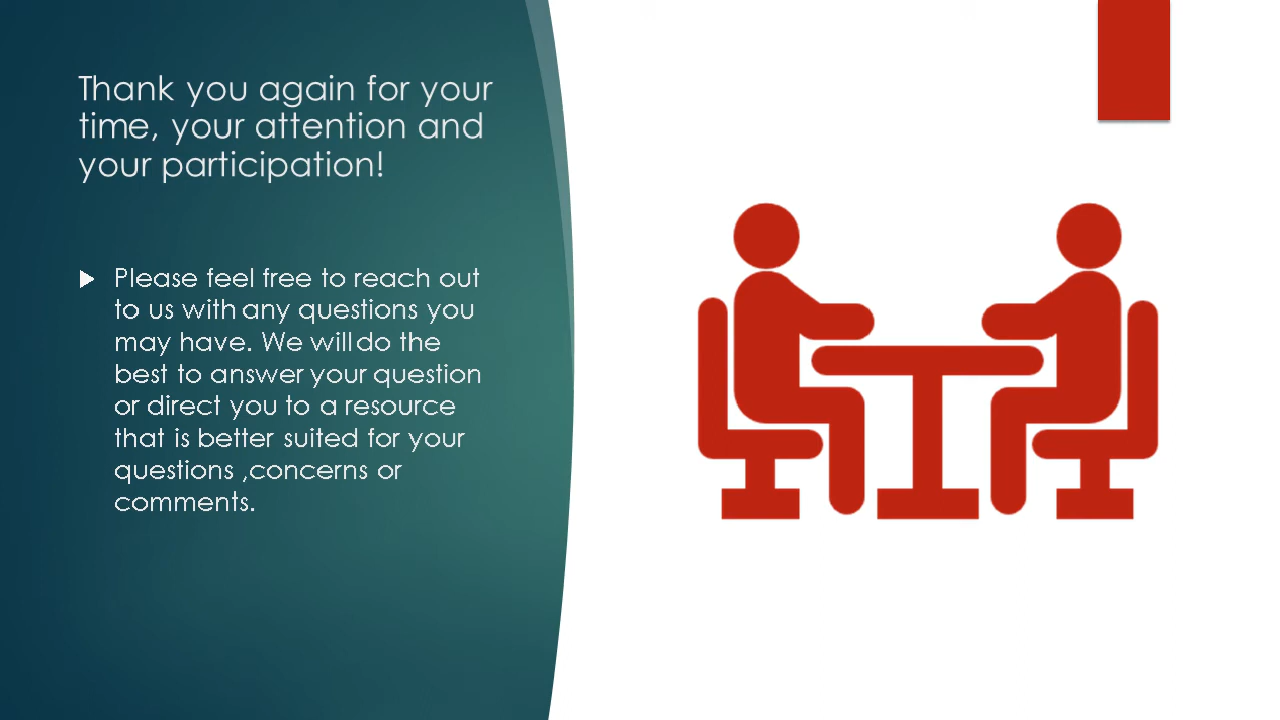 Thank you again for your
time, your attention and
your participation!
Please feel free to reach out
to us with any questions you
may have. We will do the
best to answer your question
or direct you to a resource
that is better suited for your
questions ,concerns or
comments.